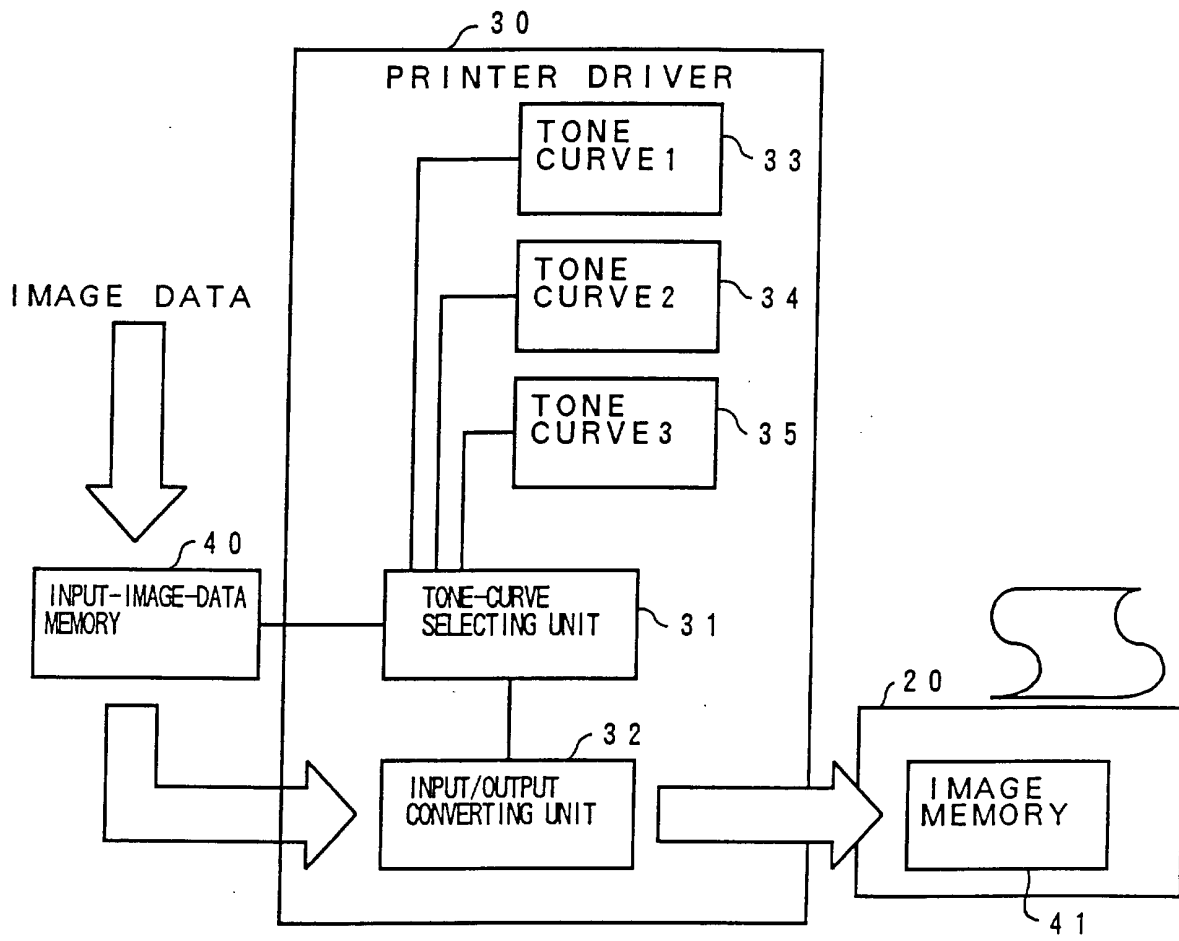 30
PRINTER DRIVER
TONE
CURVE1
33
TONE
CURVE2
34
IMAGE DATA
TONE
CURVE3
35
40
INPUT-IMAGE-DATA
MEMORY
TONE-CURVE
SELECTING UNIT
31
20
32
INPUT/OUTPUT
CONVERTING UNIT
IMAGE
MEMORY
41